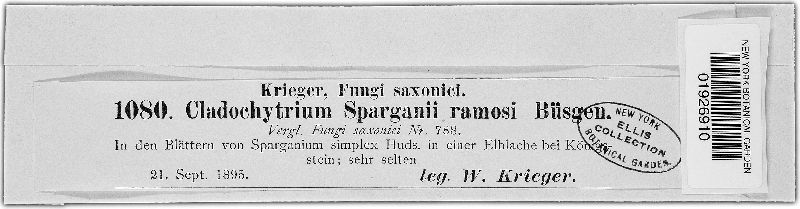 Krieger, Fungi saxonici.
1080. Cladochytrium Sparganii ramosi Büsgen.
Vergl. Fungi saxonici Nr. 788.
In den Blättern von Sparganium simplex Huds. in einer Elblache bei
stein; sehr selten
21. Sept. 1895. leg. W. Krieger.
NEW YORK
ELLIS
COLLECTION
BOTANICAL GARDEN.
NEW YORK BOTANICAL GARDEN
01926910